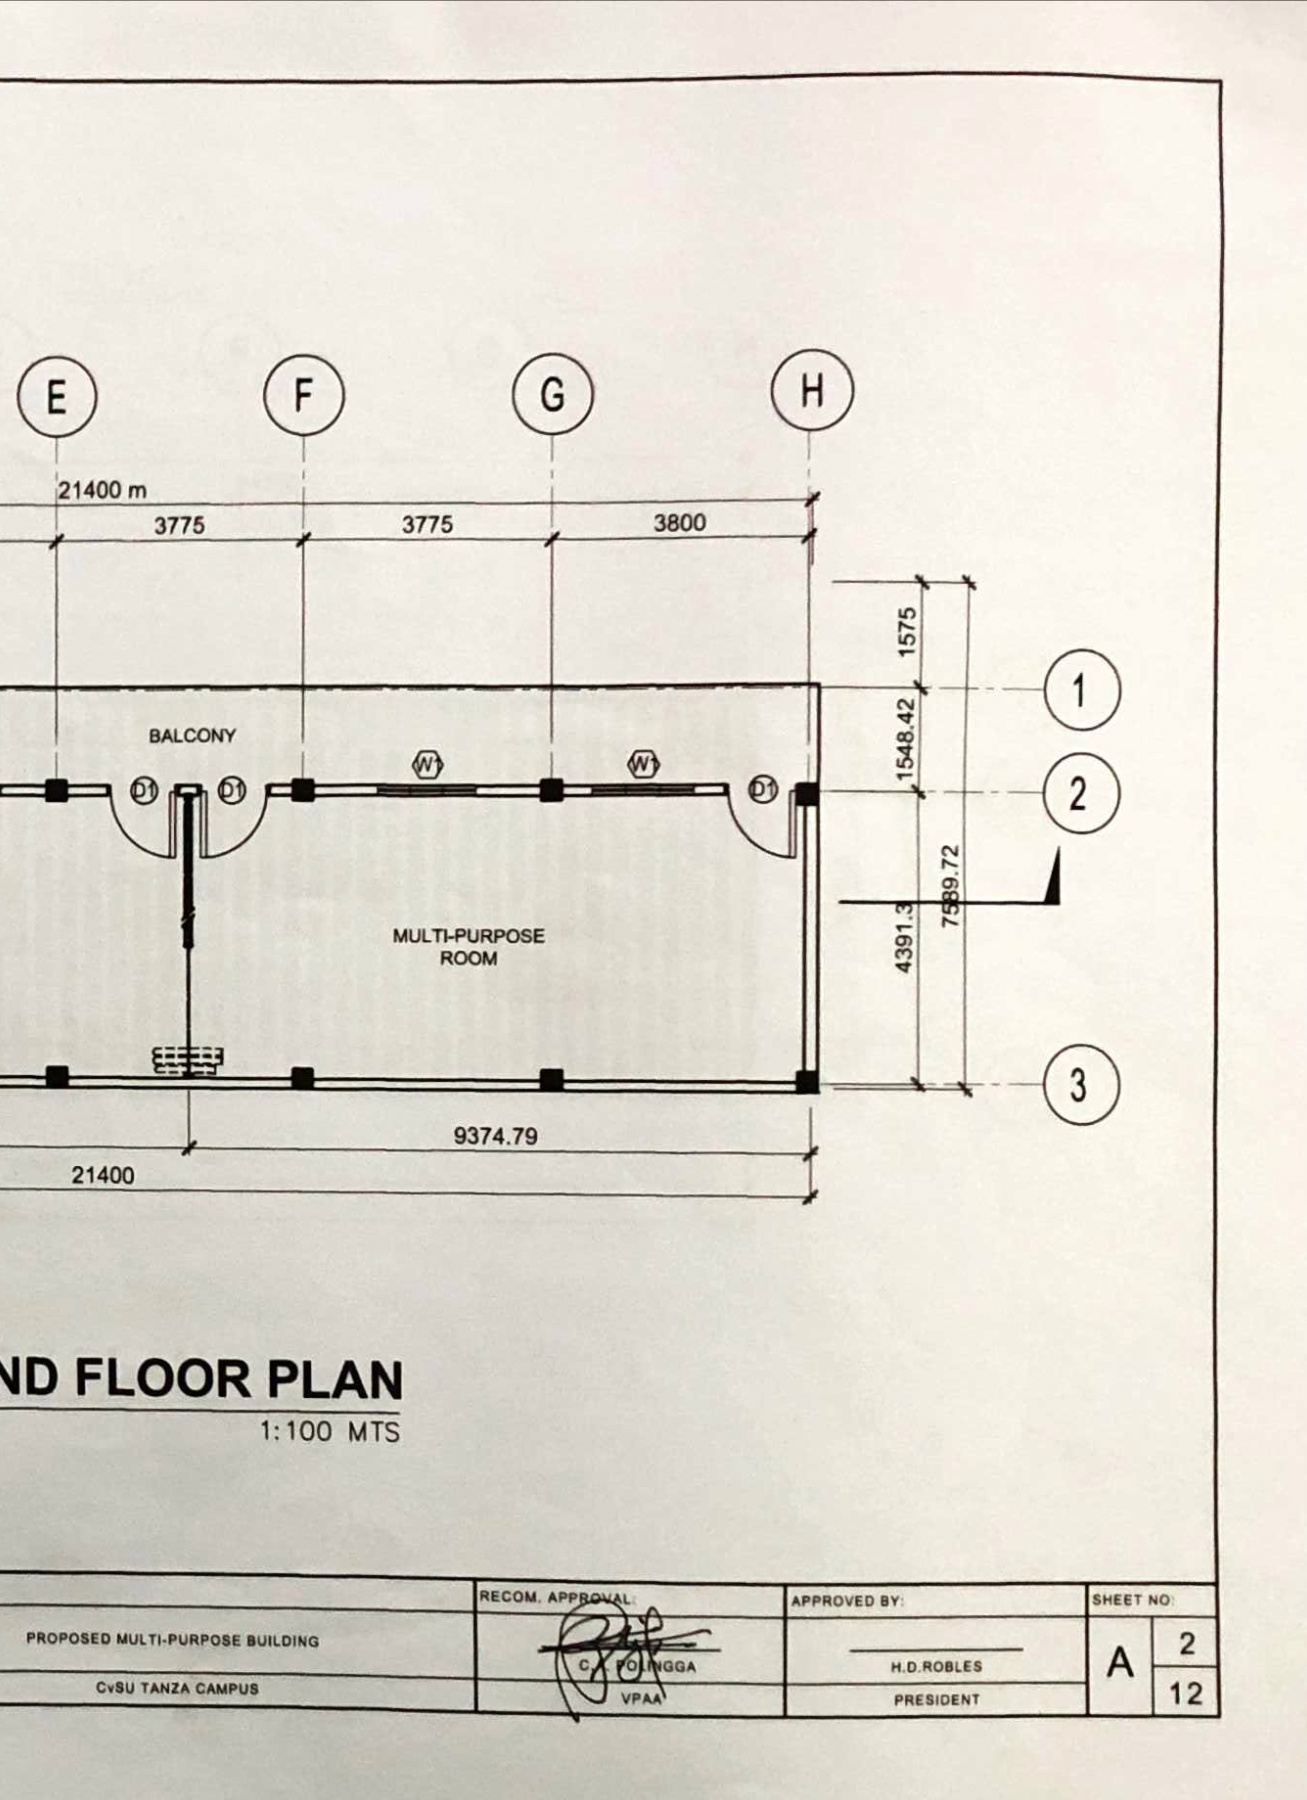 E F G H
21400 m
3775 3775 3800
1575
1
BALCONY
1548.42
W1 W1
D1 D1 D1
2
7589.72
4391.3
MULTI-PURPOSE
ROOM
3
9374.79
21400
ND FLOOR PLAN
1:100 MTS
RECOM. APPROVAL:
APPROVED BY:
SHEET NO:
PROPOSED MULTI-PURPOSE BUILDING
POLINGGA
H.D.ROBLES
A
2
12
CvSU TANZA CAMPUS
VPAA
PRESIDENT